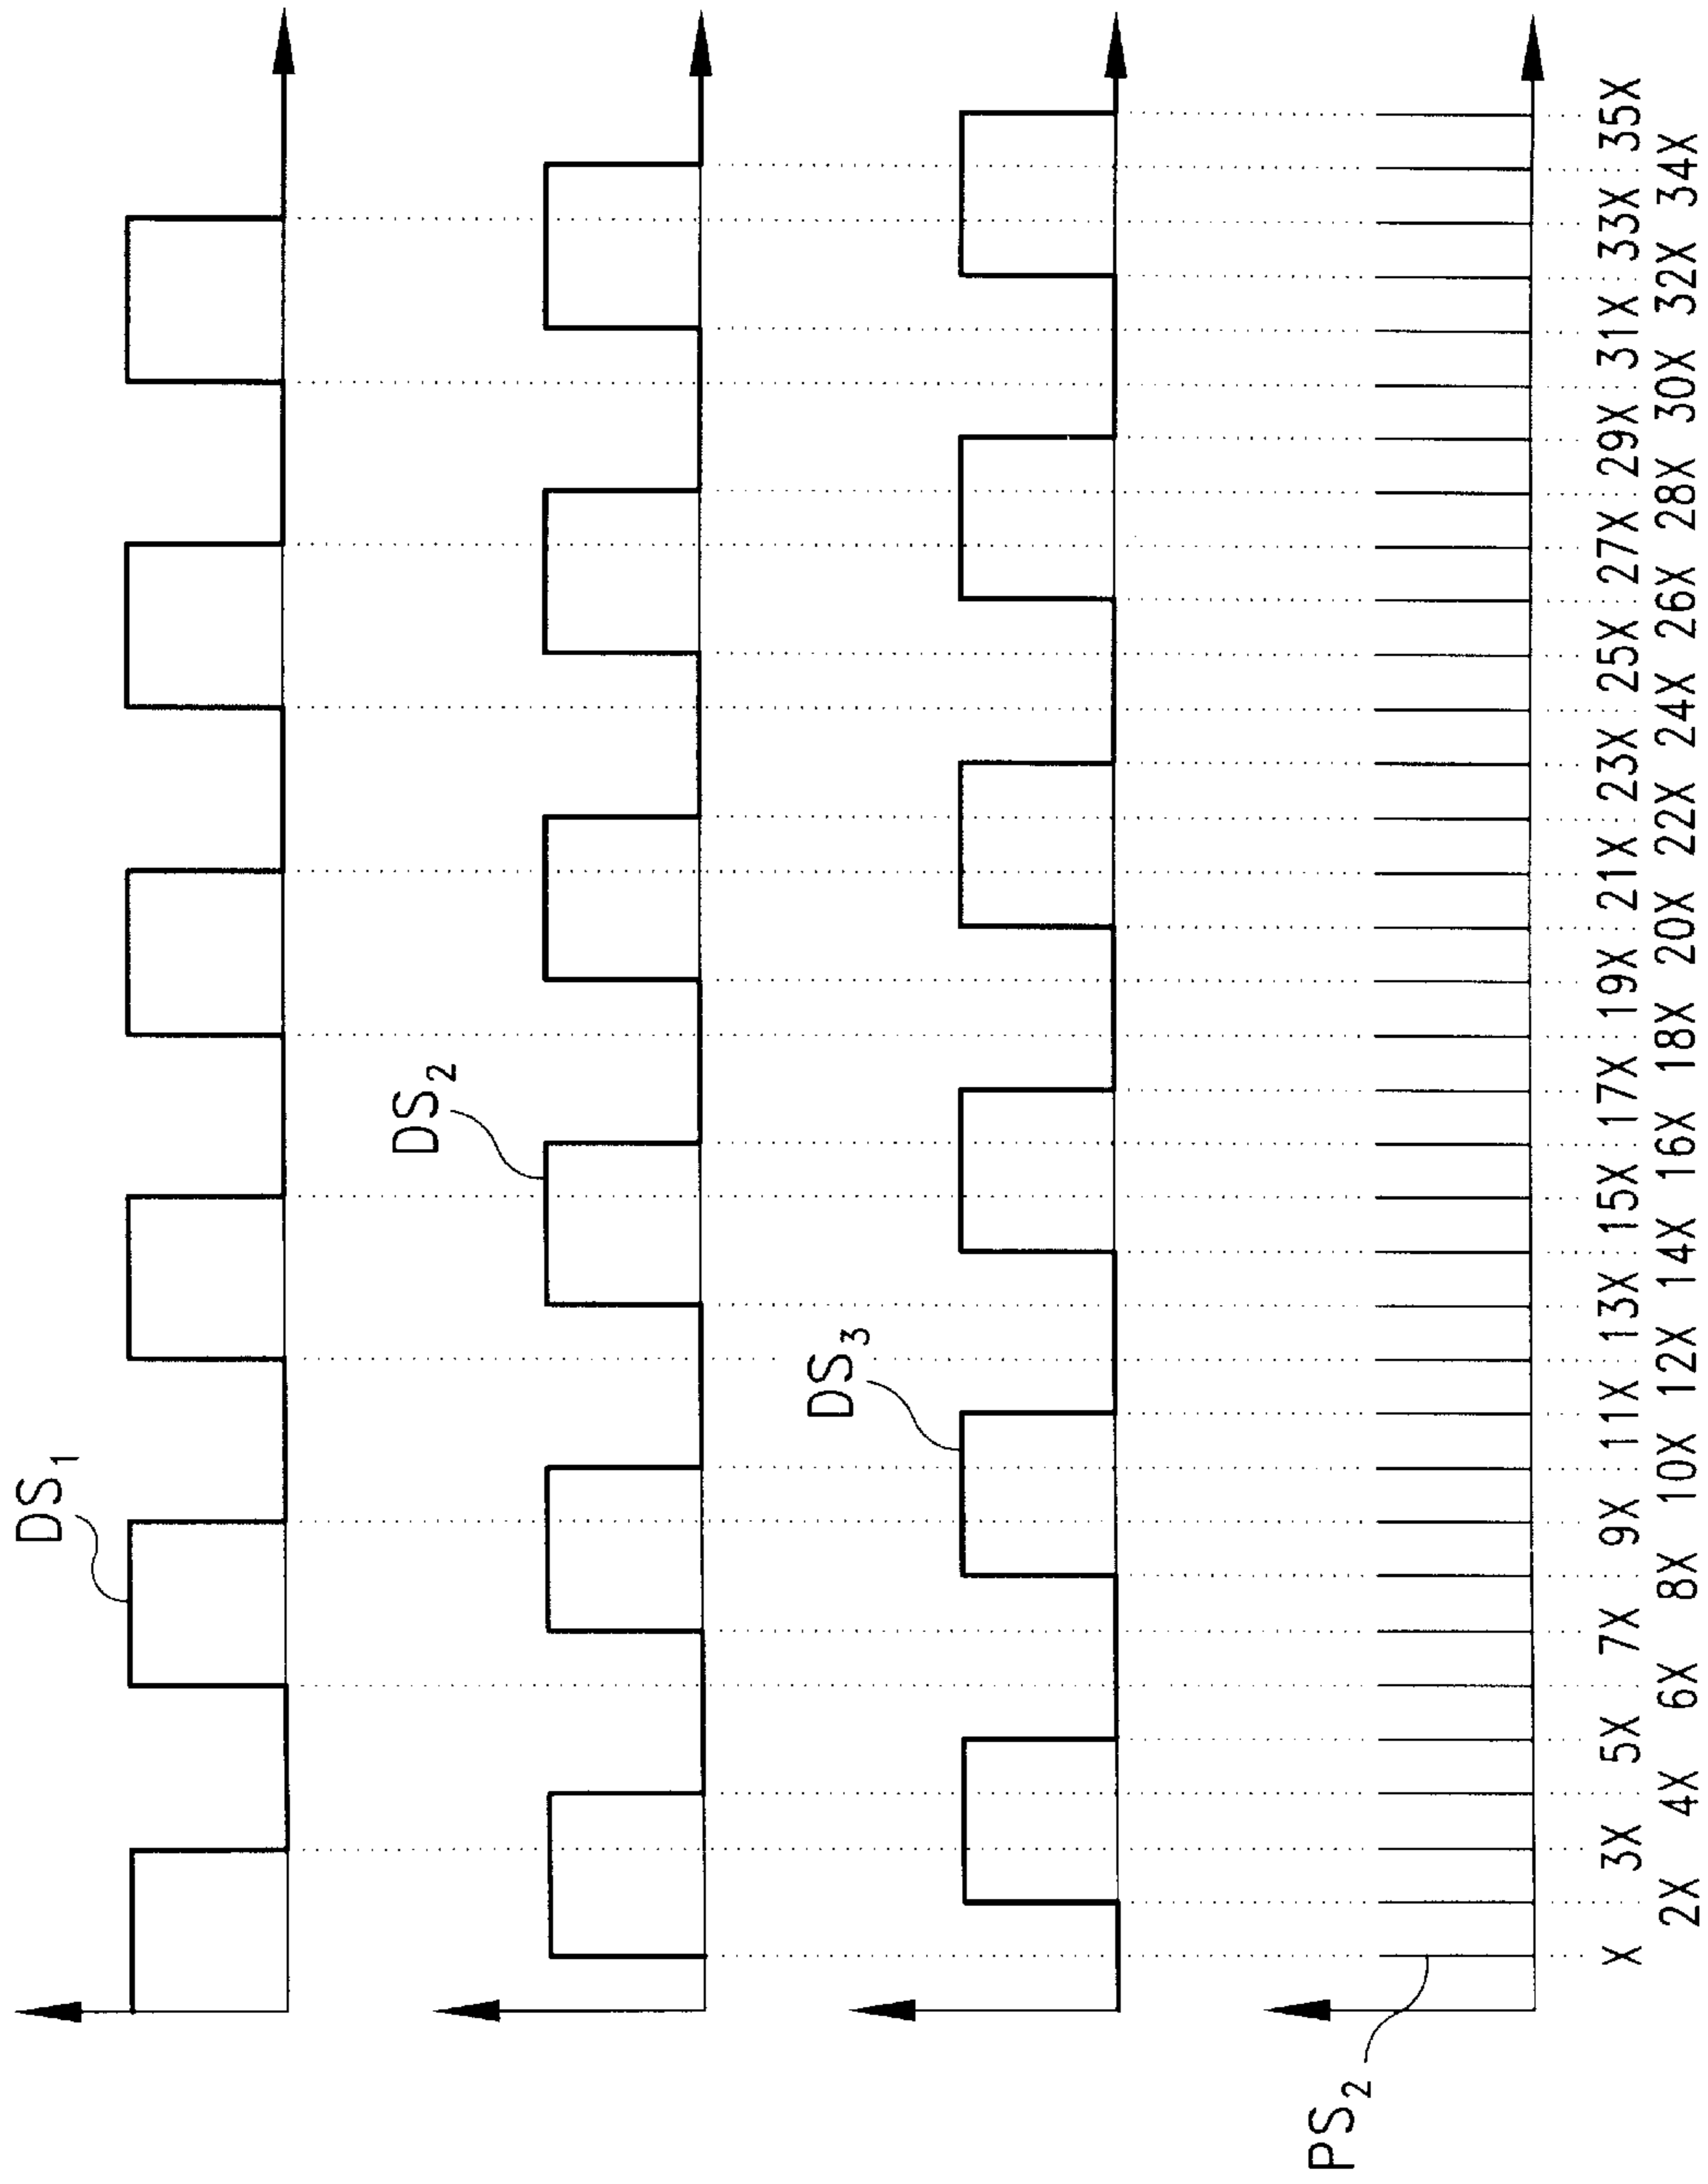 DS₁
DS₂
DS₃
PS₂
X 3X 5X 7X 9X 11X 13X 15X 17X 19X 21X 23X 25X 27X 29X 31X 33X 35X
2X 4X 6X 8X 10X 12X 14X 16X 18X 20X 22X 24X 26X 28X 30X 32X 34X